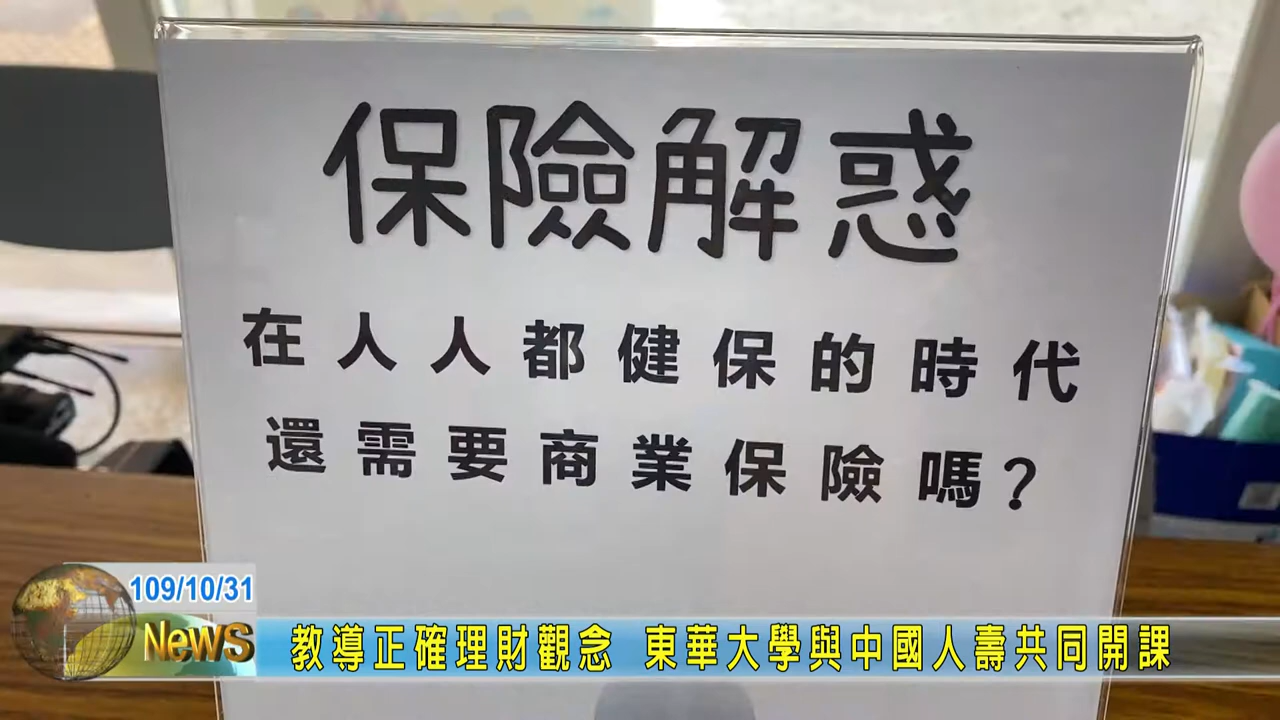 保險解惑
在人人都健保的時代
還需要商業保險嗎?
109/10/31
News
教導正確理財觀念 東華大學與中國人壽共同開課